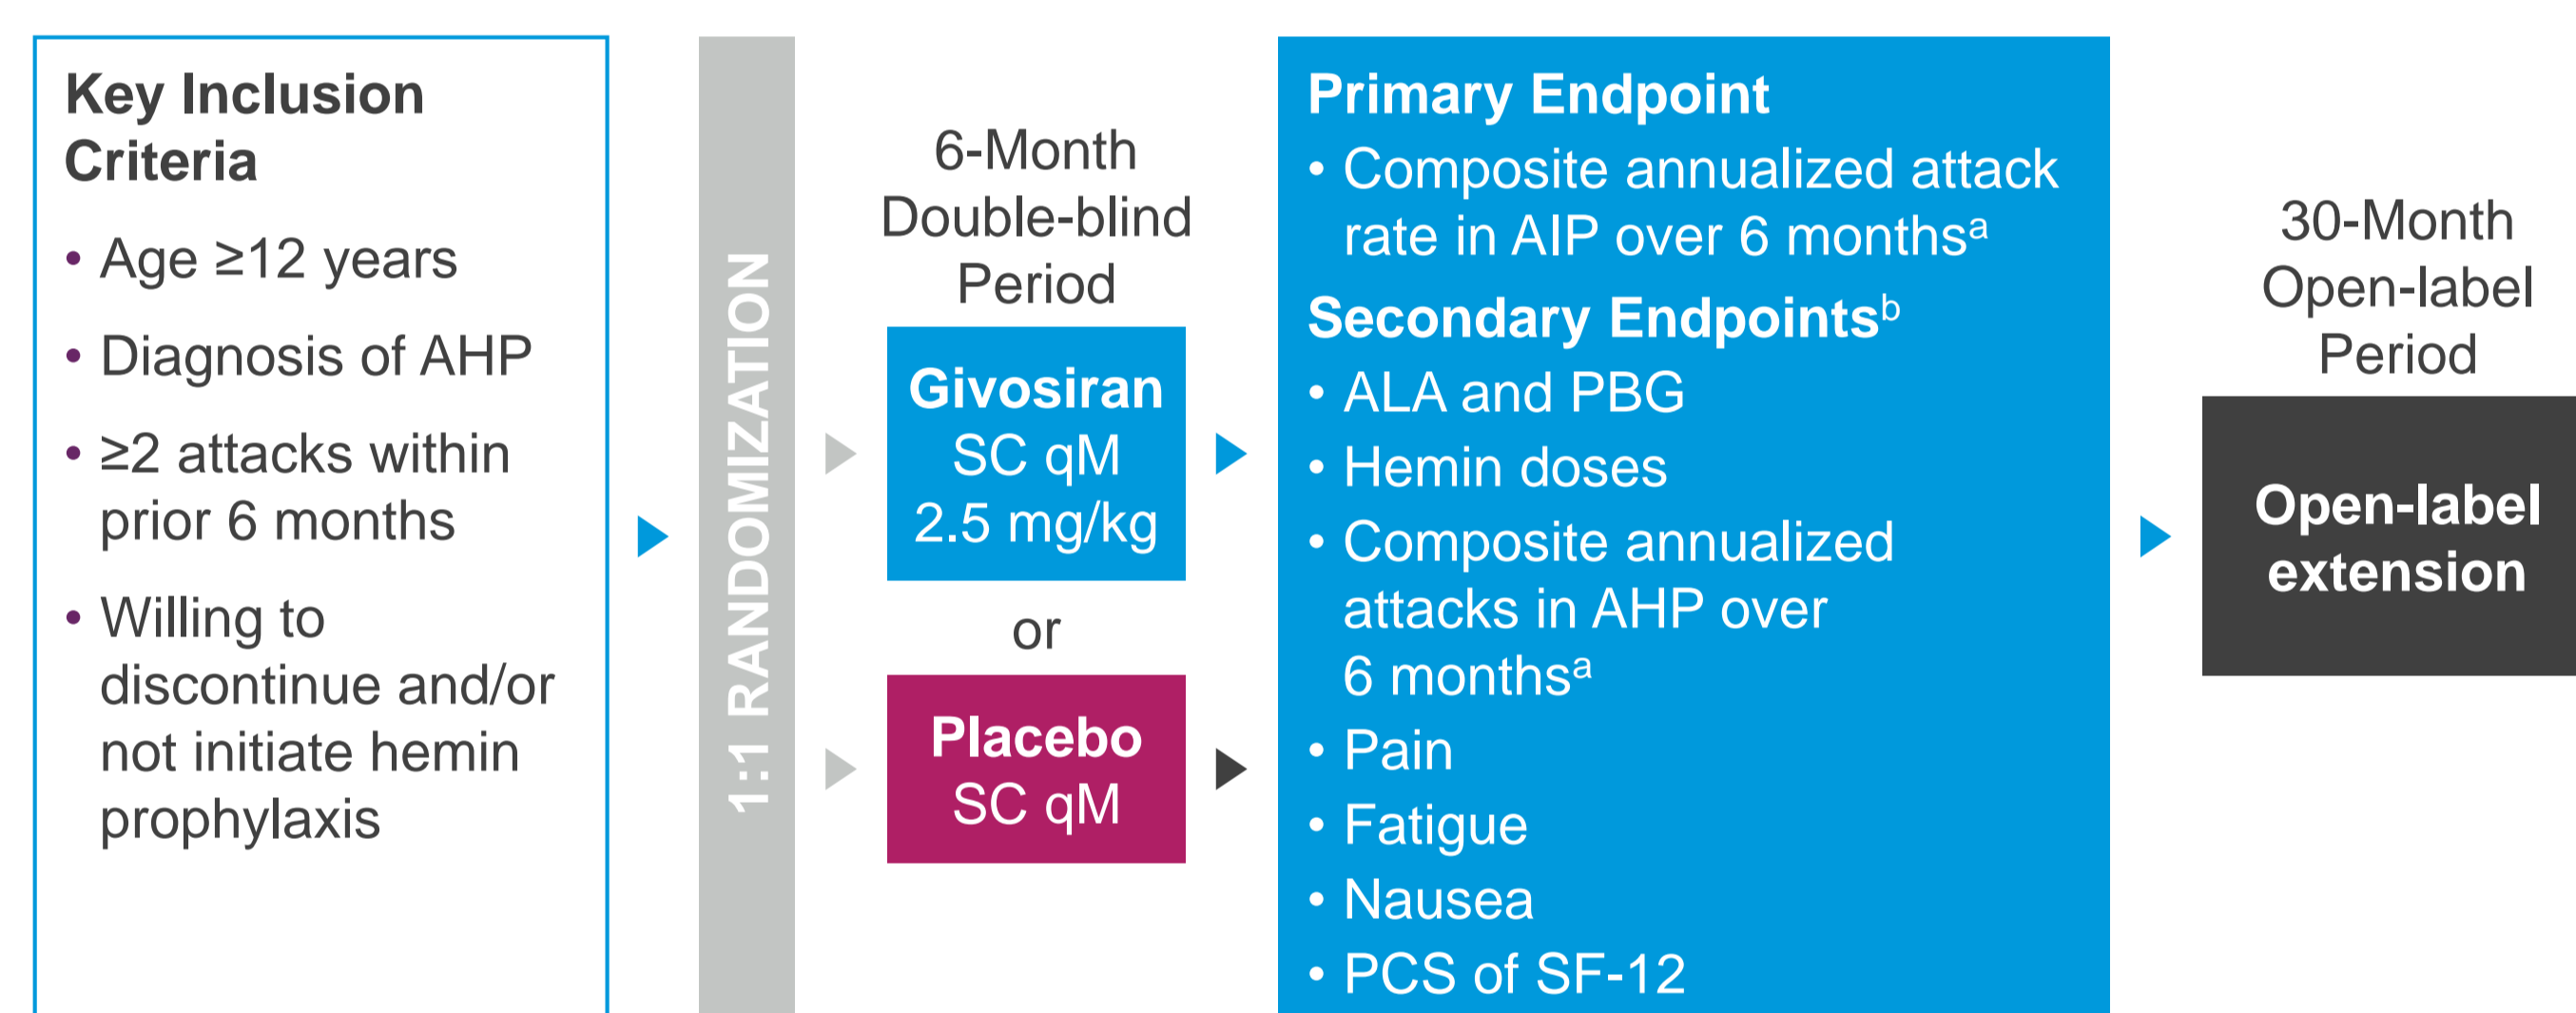 Key Inclusion
Criteria
• Age ≥12 years
• Diagnosis of AHP
• ≥2 attacks within
prior 6 months
• Willing to
discontinue and/or
not initiate hemin
prophylaxis
1:1 RANDOMIZATION
6-Month
Double-blind
Period
Givosiran
SC qM
2.5 mg/kg
or
Placebo
SC qM
Primary Endpoint
• Composite annualized attack
rate in AIP over 6 monthsᵃ
Secondary Endpointsᵇ
• ALA and PBG
• Hemin doses
• Composite annualized
attacks in AHP over
6 monthsᵃ
• Pain
• Fatigue
• Nausea
• PCS of SF-12
30-Month
Open-label
Period
Open-label
extension